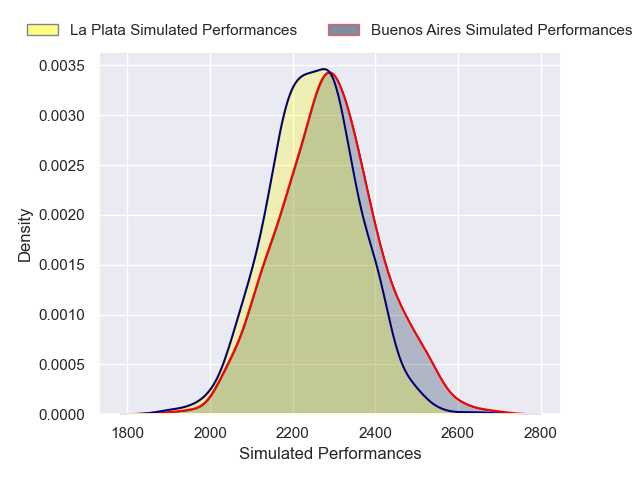 La Plata Simulated Performances Buenos Aires Simulated Performances
0.0035
0.0030
0.0025
0.0020
0.0015
0.0010
0.0005
0.0000
Density
1800 2000 2200 2400 2600 2800
Simulated Performances